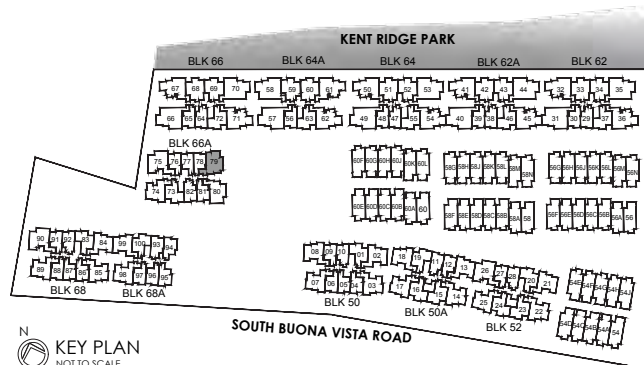 KENT RIDGE PARK
BLK 66 BLK 64A BLK 64 BLK 62A BLK 62
67 68 69 70 58 59 60 61 50 51 52 53 41 42 43 44 32 33 34 35
66 65 64 72 71 57 56 63 62 49 48 47 55 54 40 39 38 46 45 31 30 29 37 36
BLK 66A
75 76 77 78 79 60F 60G 60H 60J 60K 60L 58G 58H 58J 58K 58L 58M 58N 56G 56H 56J 56K 56L 56M 56N
74 73 82 81 80 60E 60D 60C 60B 60A 60 58F 58E 58D 58C 58B 58A 58 56F 56E 56D 56C 56B 56A 56
90 91 92 83 84 99 100 93 94 08 09 10 01 02 18 19 11 12 13 26 27 28 20 21 54E 54F 54G 54H 54J
89 88 87 86 85 98 97 96 95 07 06 05 04 03 17 16 15 14 25 24 23 22 54D 54C 54B 54A 54
BLK 68 BLK 68A BLK 50 BLK 50A BLK 52
SOUTH BUONA VISTA ROAD
N
KEY PLAN
NOT TO SCALE